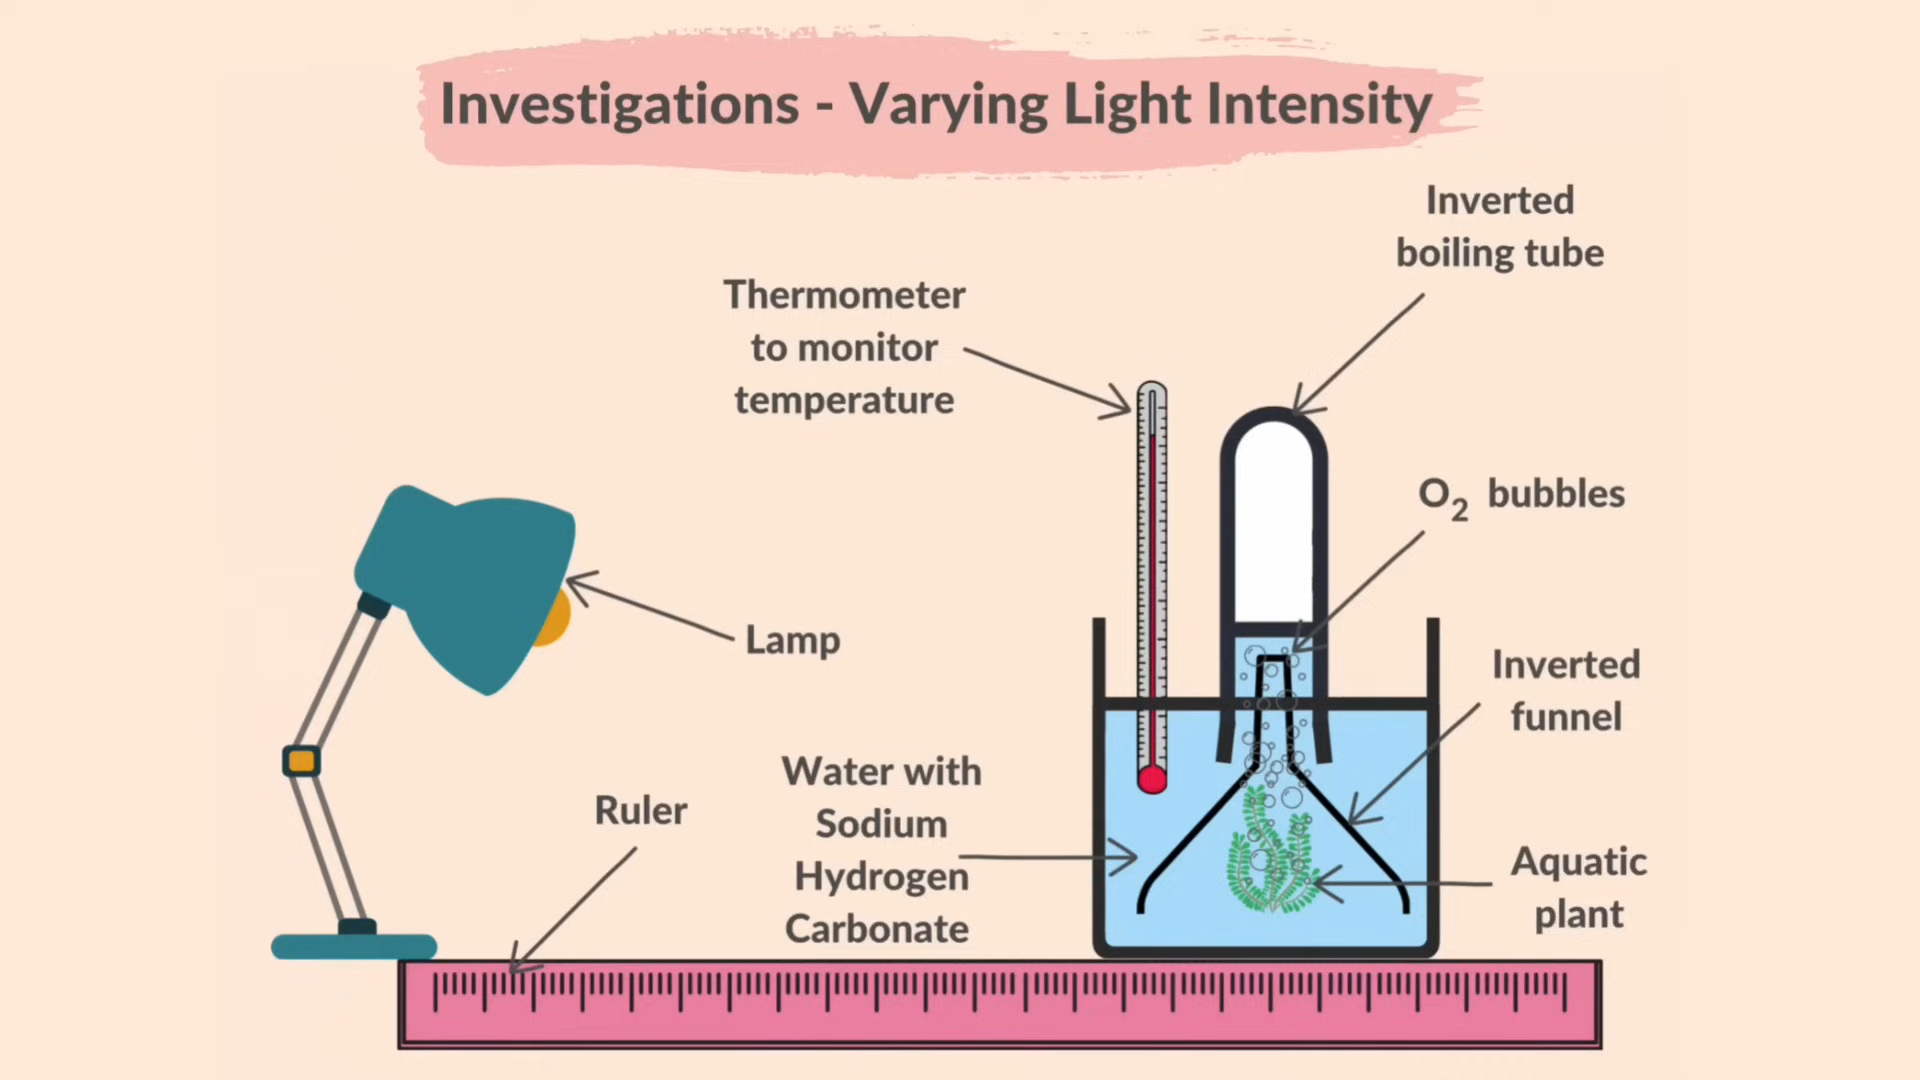 Investigations - Varying Light Intensity
Inverted
boiling tube
Thermometer
to monitor
temperature
O₂ bubbles
Lamp
Inverted
funnel
Water with
Sodium
Hydrogen
Carbonate
Ruler
Aquatic
plant